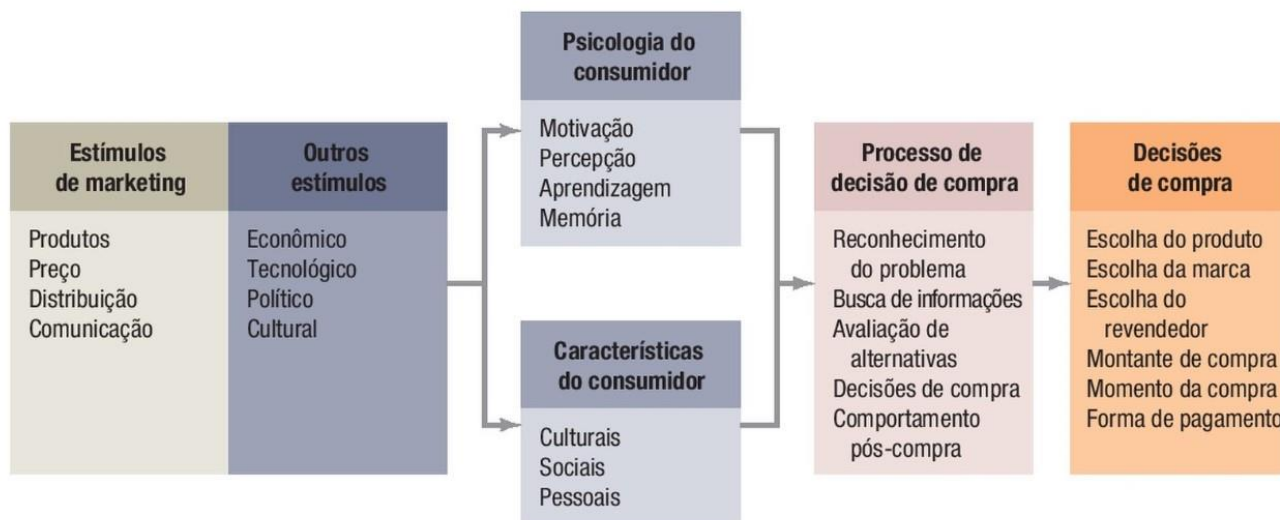 Estímulos
de marketing
Produtos
Preço
Distribuição
Comunicação
Outros
estímulos
Econômico
Tecnológico
Político
Cultural
Psicologia do
consumidor
Motivação
Percepção
Aprendizagem
Memória
Características
do consumidor
Culturais
Sociais
Pessoais
Processo de
decisão de compra
Reconhecimento
do problema
Busca de informações
Avaliação de
alternativas
Decisões de compra
Comportamento
pós-compra
Decisões
de compra
Escolha do produto
Escolha da marca
Escolha do
revendedor
Montante de compra
Momento da compra
Forma de pagamento